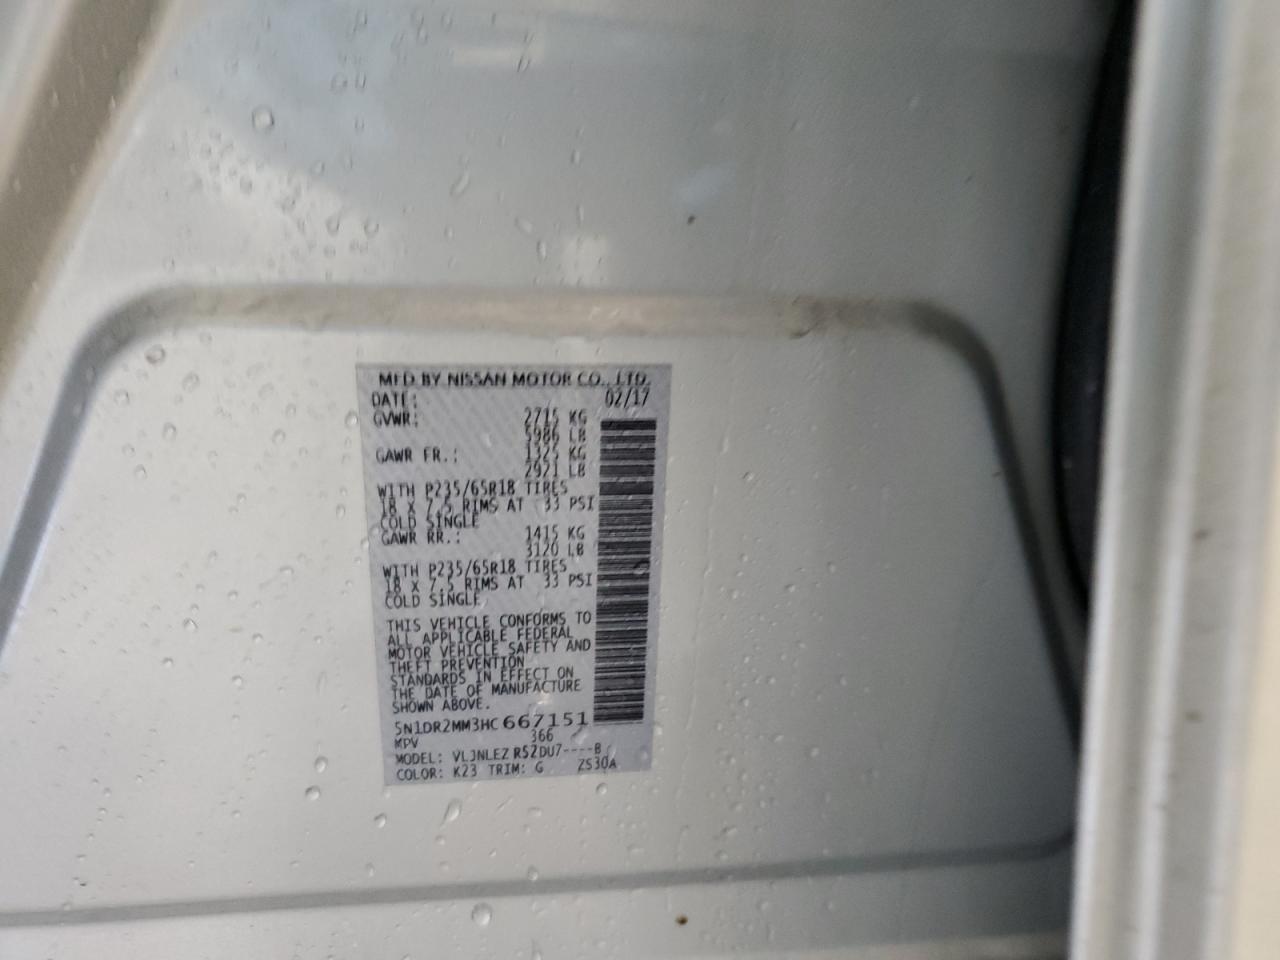 MFD BY NISSAN MOTOR CO., LTD.
DATE: 02/17
GVWR: 2715 KG
5986 LB
GAWR FR.: 1325 KG
2921 LB
WITH P235/65R18 TIRES
18 X 7.5 RIMS AT 33 PSI
COLD SINGLE
GAWR RR.: 1415 KG
3120 LB
WITH P235/65R18 TIRES
18 X 7.5 RIMS AT 33 PSI
COLD SINGLE
THIS VEHICLE CONFORMS TO
ALL APPLICABLE FEDERAL
MOTOR VEHICLE SAFETY AND
THEFT PREVENTION
STANDARDS IN EFFECT ON
THE DATE OF MANUFACTURE
SHOWN ABOVE.
5N1DR2MM3HC667151
MPV 366
MODEL: VLJNLEZ R52DU7----B
COLOR: K23 TRIM: G ZS30A